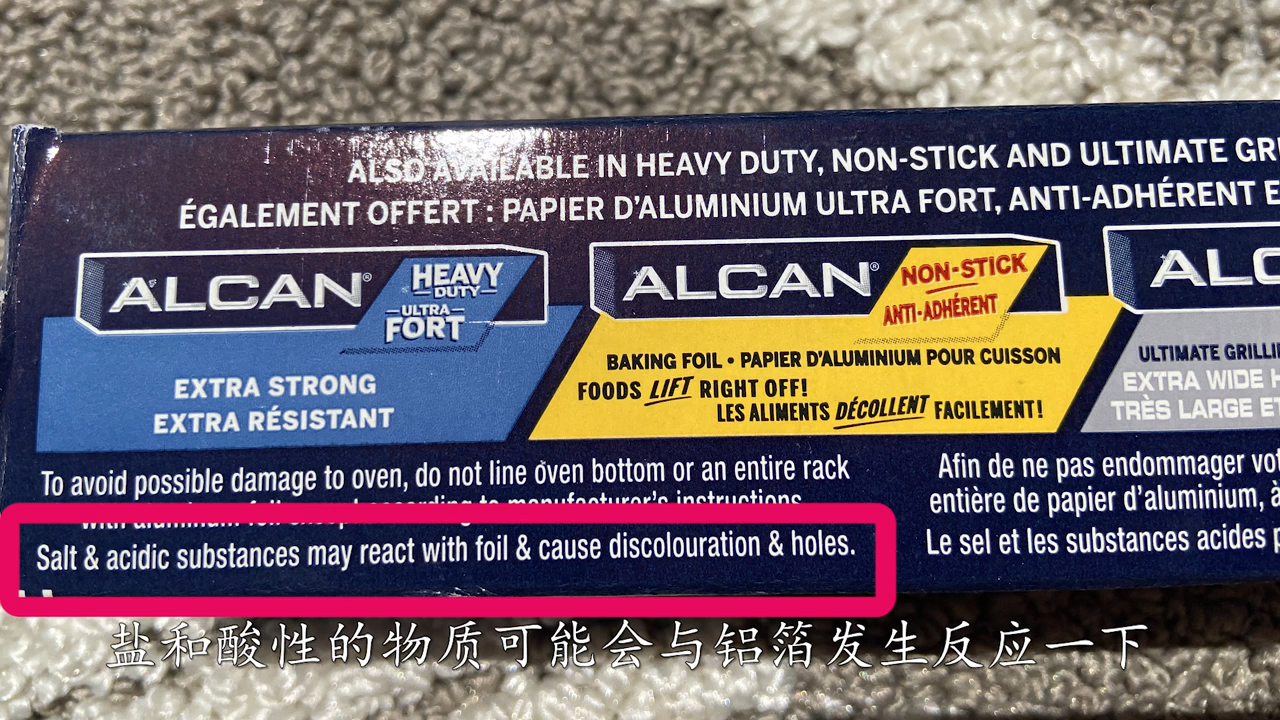 ALSO AVAILABLE IN HEAVY DUTY, NON-STICK AND ULTIMATE
ÉGALEMENT OFFERT : PAPIER D'ALUMINIUM ULTRA FORT, ANTI-ADHÉRENT
ALCAN®
HEAVY
DUTY
ULTRA
FORT
EXTRA STRONG
EXTRA RÉSISTANT
ALCAN®
NON-STICK
ANTI-ADHÉRENT
BAKING FOIL • PAPIER D'ALUMINIUM POUR CUISSON
FOODS LIFT RIGHT OFF!
LES ALIMENTS DÉCOLLENT FACILEMENT!
ALC
ULTIMATE
EXTRA WIDE
TRÈS LARGE
To avoid possible damage to oven, do not line oven bottom or an entire rack
with aluminum foil except according to manufacturer's instructions.
Salt & acidic substances may react with foil & cause discolouration & holes.
Afin de ne pas endommager
entière de papier d'aluminium, à
Le sel et les substances acides
盐和酸性的物质可能会与铝箔发生反应一下